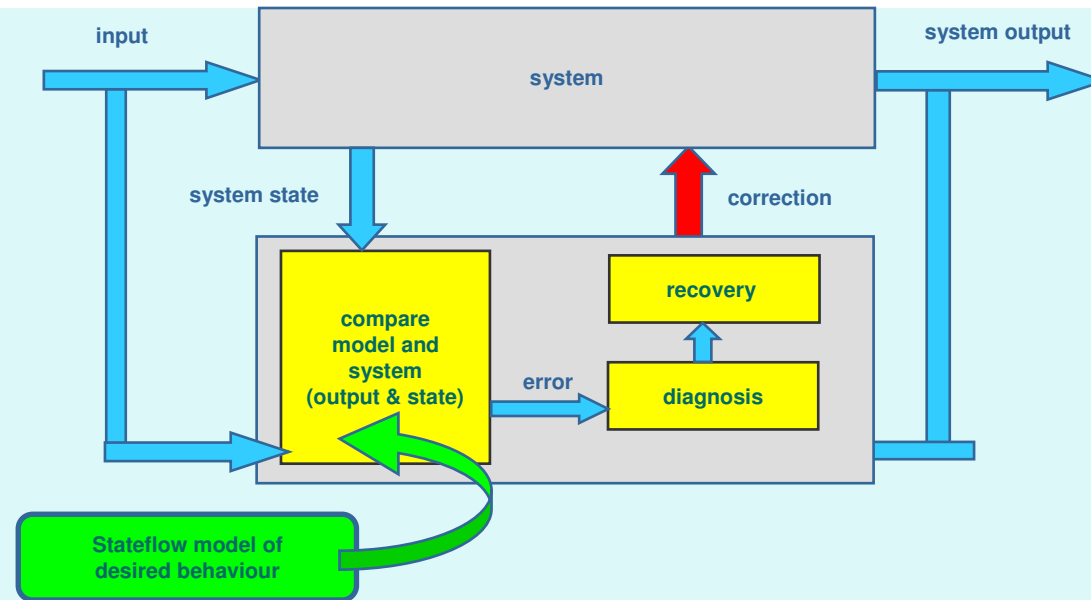 input
system output
system
system state
correction
compare
model and
system
(output & state)
recovery
error
diagnosis
Stateflow model of
desired behaviour